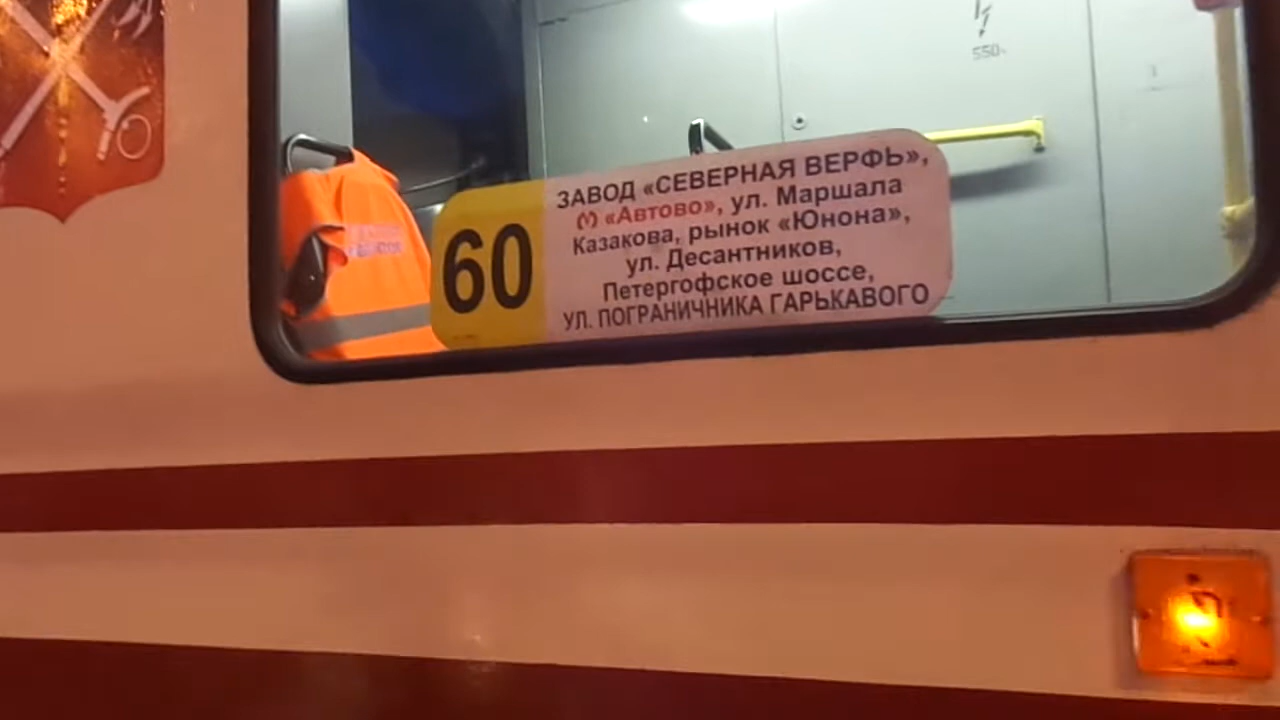 550
60
ЗАВОД «СЕВЕРНАЯ ВЕРФЬ»,
(м) «Автово», ул. Маршала
Казакова, рынок «Юнона»,
ул. Десантников,
Петергофское шоссе,
УЛ. ПОГРАНИЧНИКА ГАРЬКАВОГО